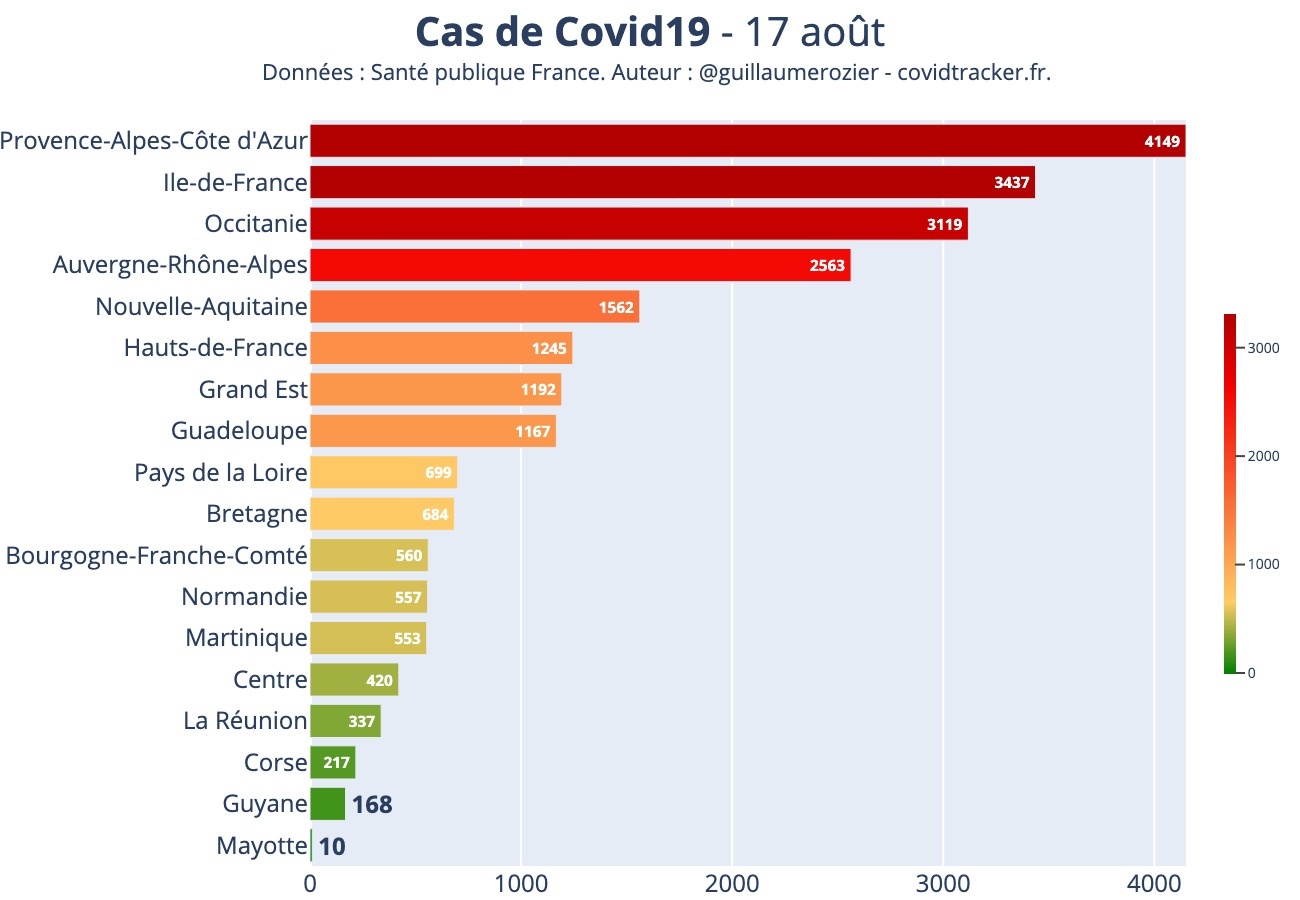 Cas de Covid19 - 17 août
Données : Santé publique France. Auteur : @guillaumerozier - covidtracker.fr.
Provence-Alpes-Côte d'Azur 4149
Ile-de-France 3437
Occitanie 3119
Auvergne-Rhône-Alpes 2563
Nouvelle-Aquitaine 1562
Hauts-de-France 1245
Grand Est 1192
Guadeloupe 1167
Pays de la Loire 699
Bretagne 684
Bourgogne-Franche-Comté 560
Normandie 557
Martinique 553
Centre 420
La Réunion 337
Corse 217
Guyane 168
Mayotte 10
0 1000 2000 3000 4000
3000
2000
1000
0